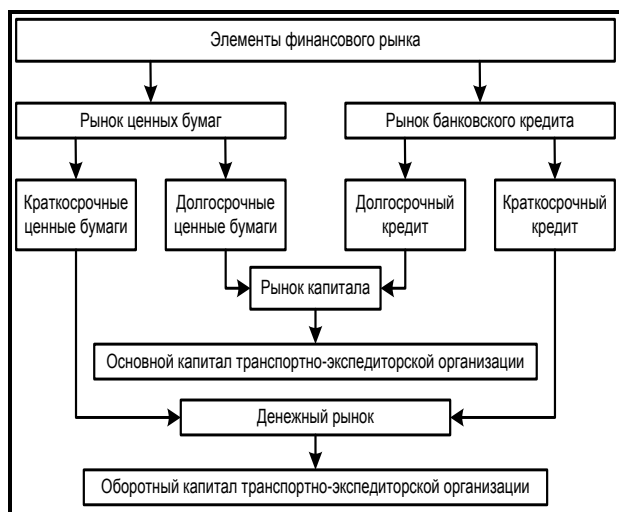 Элементы финансового рынка
Рынок ценных бумаг
Рынок банковского кредита
Краткосрочные
ценные бумаги
Долгосрочные
ценные бумаги
Долгосрочный
кредит
Краткосрочный
кредит
Рынок капитала
Основной капитал транспортно-экспедиторской организации
Денежный рынок
Оборотный капитал транспортно-экспедиторской организации